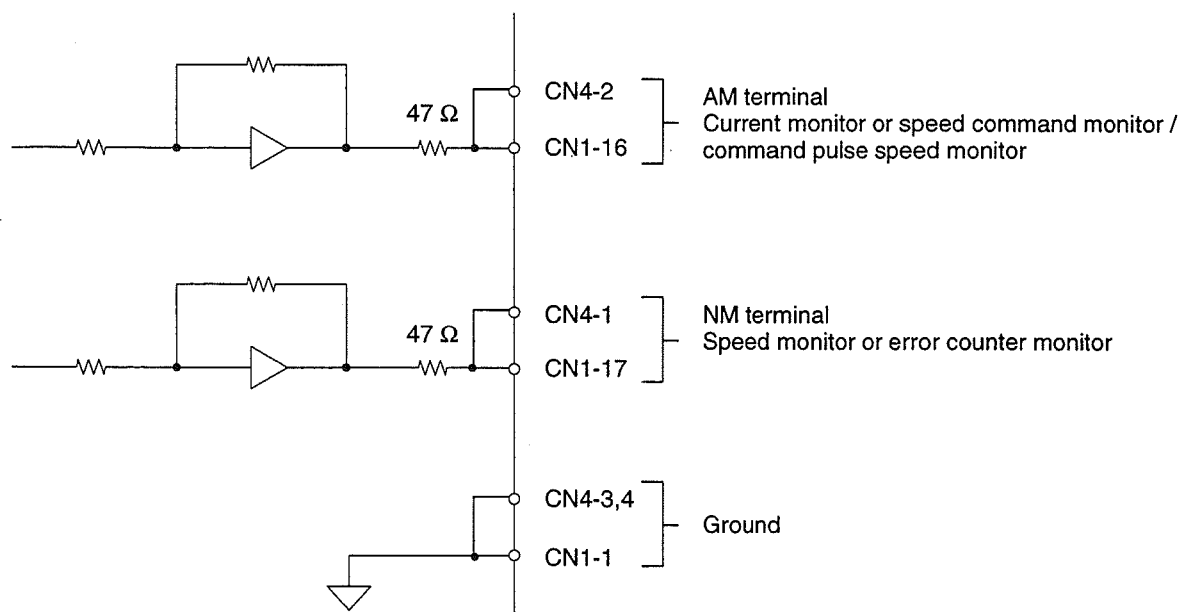 47 Ω
CN4-2
CN1-16
AM terminal
Current monitor or speed command monitor /
command pulse speed monitor
47 Ω
CN4-1
CN1-17
NM terminal
Speed monitor or error counter monitor
CN4-3,4
CN1-1
Ground